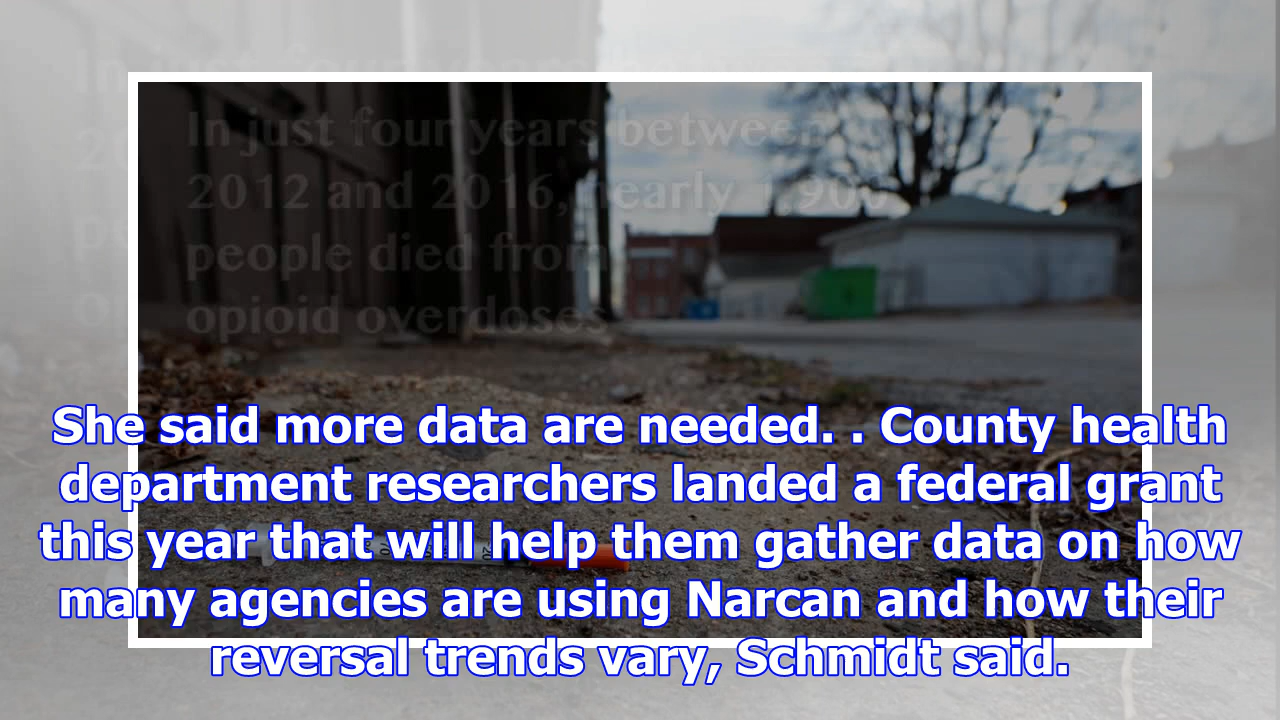 In just four years between
2012 and 2016, nearly 1,900
people died from
opioid overdoses
She said more data are needed. . County health
department researchers landed a federal grant
this year that will help them gather data on how
many agencies are using Narcan and how their
reversal trends vary, Schmidt said.